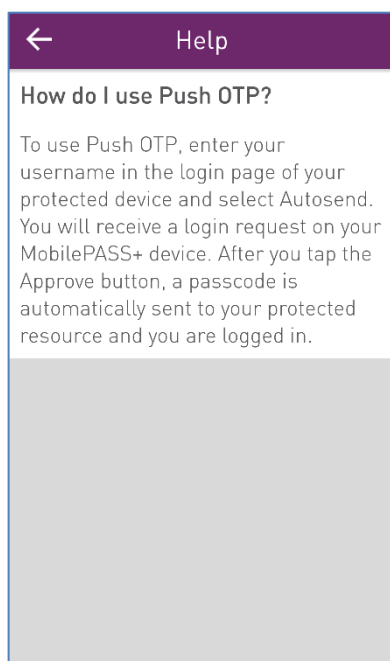 Help
How do I use Push OTP?
To use Push OTP, enter your
username in the login page of your
protected device and select Autosend.
You will receive a login request on your
MobilePASS+ device. After you tap the
Approve button, a passcode is
automatically sent to your protected
resource and you are logged in.